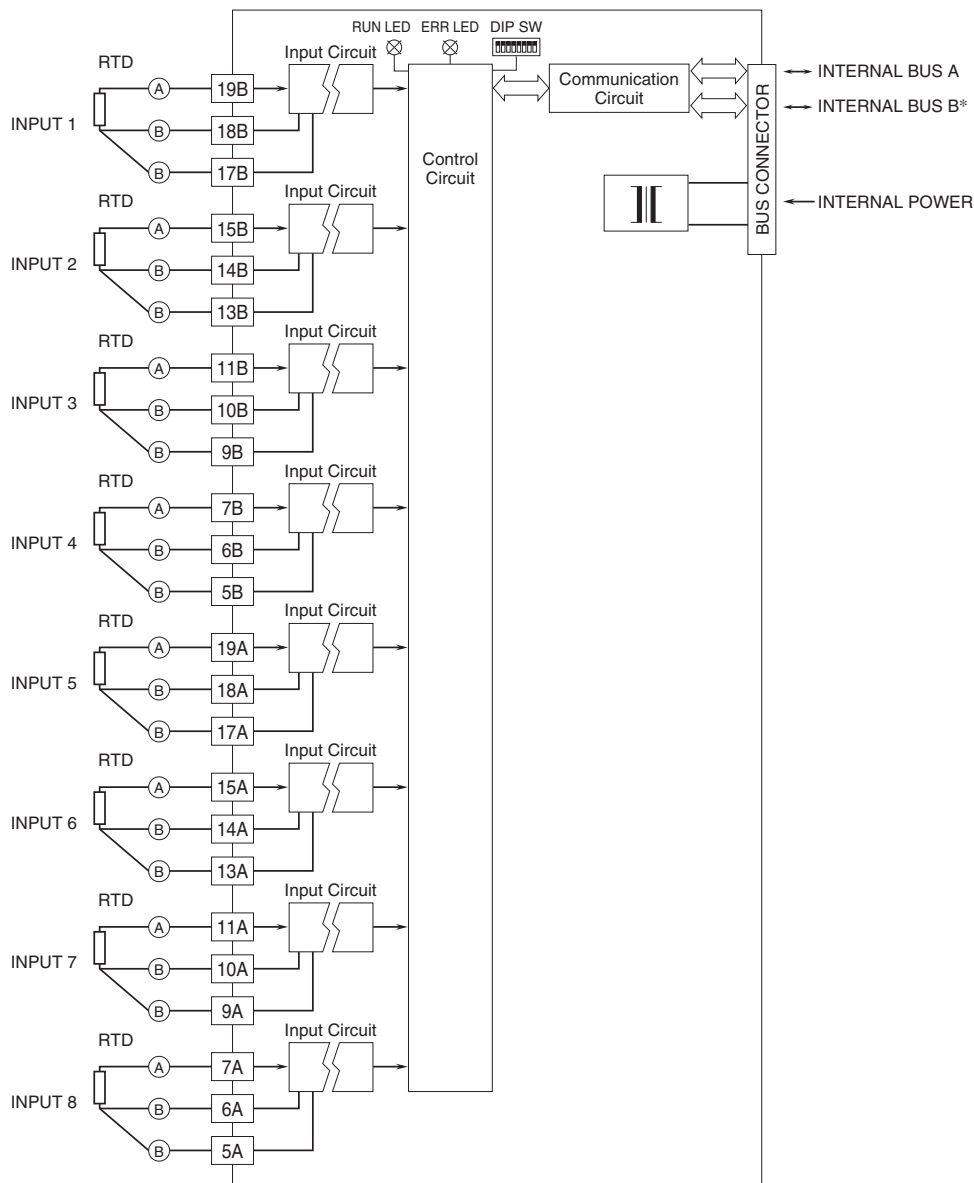 RUN LED ERR LED DIP SW
Input Circuit
RTD
INPUT 1
A 19B
B 18B
B 17B
Communication
Circuit
Control
Circuit
BUS CONNECTOR
INTERNAL BUS A
INTERNAL BUS B*
INTERNAL POWER
Input Circuit
RTD
INPUT 2
A 15B
B 14B
B 13B
Input Circuit
RTD
INPUT 3
A 11B
B 10B
B 9B
Input Circuit
RTD
INPUT 4
A 7B
B 6B
B 5B
Input Circuit
RTD
INPUT 5
A 19A
B 18A
B 17A
Input Circuit
RTD
INPUT 6
A 15A
B 14A
B 13A
Input Circuit
RTD
INPUT 7
A 11A
B 10A
B 9A
Input Circuit
RTD
INPUT 8
A 7A
B 6A
B 5A